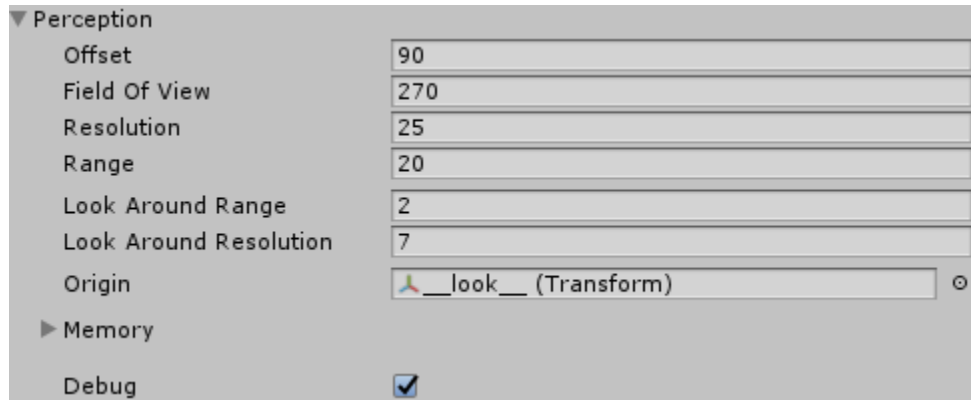 Perception
Offset 90
Field Of View 270
Resolution 25
Range 20
Look Around Range 2
Look Around Resolution 7
Origin __look__ (Transform)
Memory
Debug